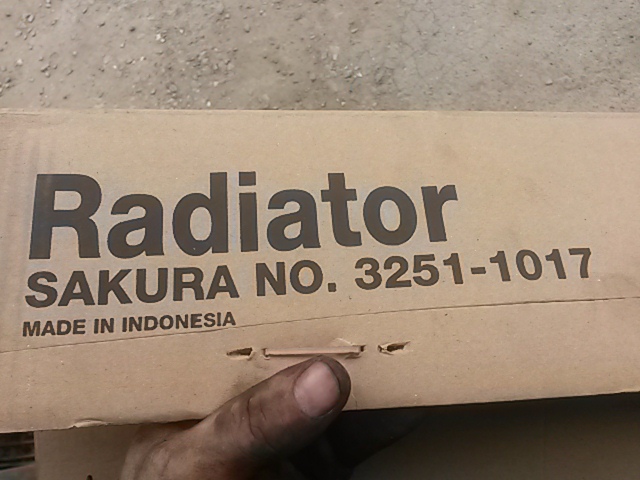 Radiator
SAKURA NO. 3251-1017
MADE IN INDONESIA